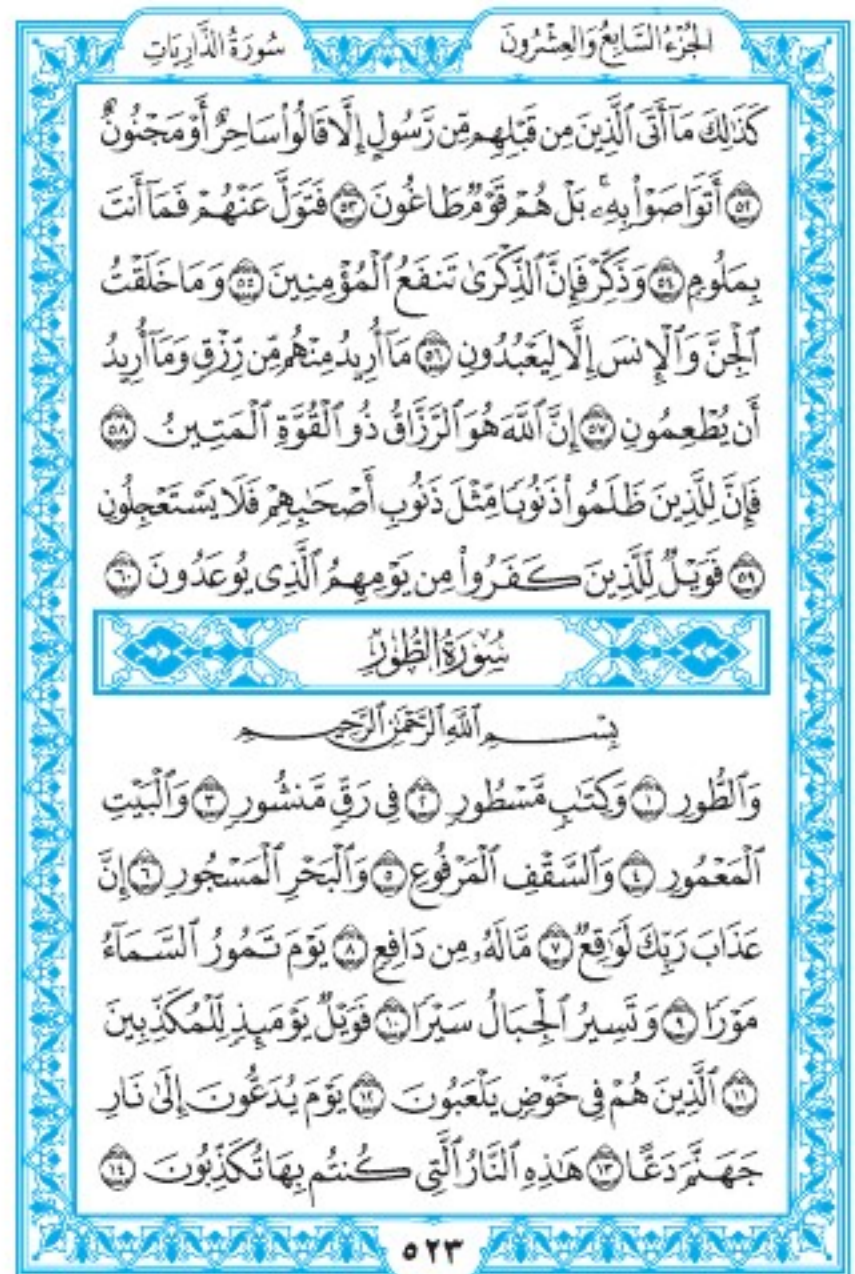 سُورَةُ الذَّارِيَاتِ
الجُزْءُ السَّابِعُ وَالعِشْرُونَ
كَذَٰلِكَ مَآ أَتَى ٱلَّذِينَ مِن قَبْلِهِم مِّن رَّسُولٍ إِلَّا قَالُوا۟ سَاحِرٌ أَوْ مَجْنُونٌ
٥٢ أَتَوَاصَوْا۟ بِهِۦۚ بَلْ هُمْ قَوْمٌ طَاغُونَ ٥٣ فَتَوَلَّ عَنْهُمْ فَمَآ أَنتَ
بِمَلُومٍ ٥٤ وَذَكِّرْ فَإِنَّ ٱلذِّكْرَىٰ تَنفَعُ ٱلْمُؤْمِنِينَ ٥٥ وَمَا خَلَقْتُ
ٱلْجِنَّ وَٱلْإِنسَ إِلَّا لِيَعْبُدُونِ ٥٦ مَآ أُرِيدُ مِنْهُم مِّن رِّزْقٍ وَمَآ أُرِيدُ
أَن يُطْعِمُونِ ٥٧ إِنَّ ٱللَّهَ هُوَ ٱلرَّزَّاقُ ذُو ٱلْقُوَّةِ ٱلْمَتِينُ ٥٨
فَإِنَّ لِلَّذِينَ ظَلَمُوا۟ ذَنُوبًا مِّثْلَ ذَنُوبِ أَصْحَٰبِهِمْ فَلَا يَسْتَعْجِلُونِ
٥٩ فَوَيْلٌ لِّلَّذِينَ كَفَرُوا۟ مِن يَوْمِهِمُ ٱلَّذِى يُوعَدُونَ ٦٠
سُورَةُ الطُّورِ
بِسْمِ ٱللَّهِ ٱلرَّحْمَٰنِ ٱلرَّحِيمِ
وَٱلطُّورِ ١ وَكِتَٰبٍ مَّسْطُورٍ ٢ فِى رَقٍّ مَّنشُورٍ ٣ وَٱلْبَيْتِ
ٱلْمَعْمُورِ ٤ وَٱلسَّقْفِ ٱلْمَرْفُوعِ ٥ وَٱلْبَحْرِ ٱلْمَسْجُورِ ٦ إِنَّ
عَذَابَ رَبِّكَ لَوَٰقِعٌ ٧ مَّا لَهُۥ مِن دَافِعٍ ٨ يَوْمَ تَمُورُ ٱلسَّمَآءُ
مَوْرًا ٩ وَتَسِيرُ ٱلْجِبَالُ سَيْرًا ١٠ فَوَيْلٌ يَوْمَئِذٍ لِّلْمُكَذِّبِينَ
١١ ٱلَّذِينَ هُمْ فِى خَوْضٍ يَلْعَبُونَ ١٢ يَوْمَ يُدَعُّونَ إِلَىٰ نَارِ
جَهَنَّمَ دَعًّا ١٣ هَٰذِهِ ٱلنَّارُ ٱلَّتِى كُنتُم بِهَا تُكَذِّبُونَ ١٤
٥٢٣